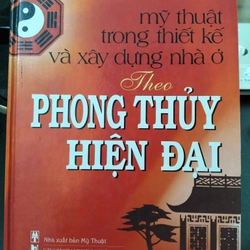 mỹ thuật
trong thiết kế
và xây dựng nhà ở
Theo
PHONG THỦY
HIỆN ĐẠI
Nhà xuất bản Mỹ Thuật